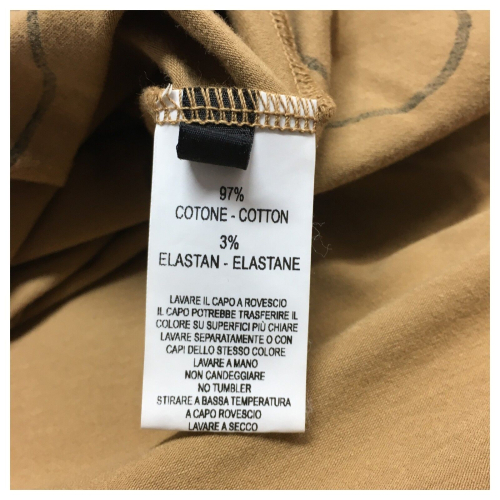 97%
COTONE - COTTON
3%
ELASTAN - ELASTANE
LAVARE IL CAPO A ROVESCIO
IL CAPO POTREBBE TRASFERIRE IL
COLORE SU SUPERFICI PIÙ CHIARE
LAVARE SEPARATAMENTE O CON
CAPI DELLO STESSO COLORE
LAVARE A MANO
NON CANDEGGIARE
NO TUMBLER
STIRARE A BASSA TEMPERATURA
A CAPO ROVESCIO
LAVARE A SECCO